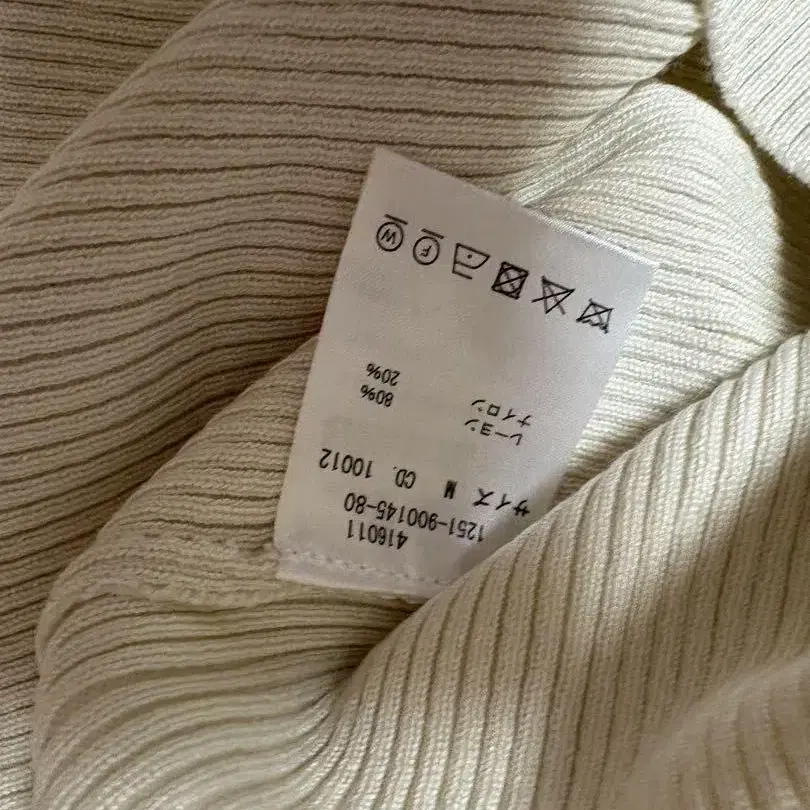 416011
1251-900145-80
サイズ M CD. 10012
レーヨン 80%
ナイロン 20%
F
W